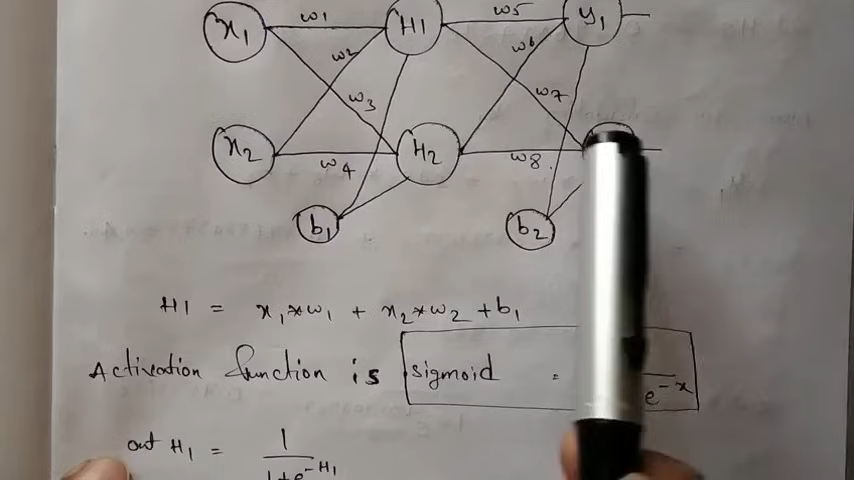 x1 w1 H1 w5 y1
w2 w6
w3 w7
x2 w4 H2 w8
b1 b2
H1 = x1*w1 + x2*w2 + b1
Activation function is sigmoid = e^-x
out H1 = 1/1+e^-H1